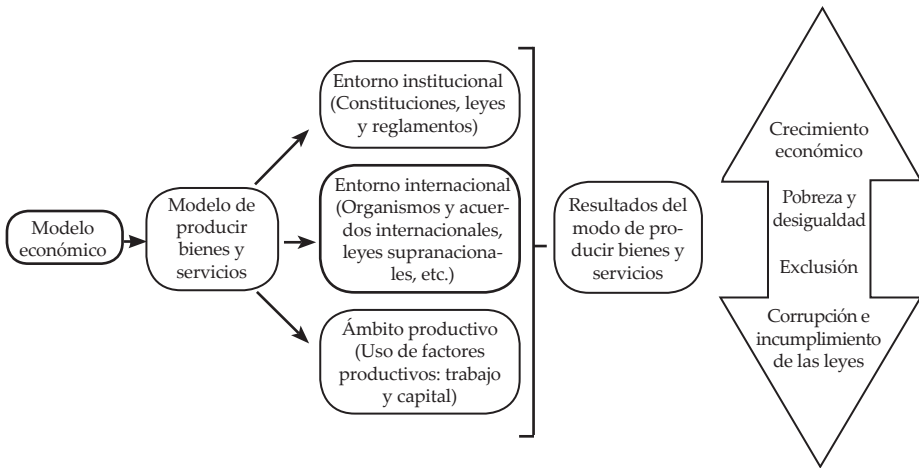 Modelo
económico
Modelo de
producir
bienes y
servicios
Entorno institucional
(Constituciones, leyes
y reglamentos)
Entorno internacional
(Organismos y acuer-
dos internacionales,
leyes supranaciona-
les, etc.)
Ámbito productivo
(Uso de factores
productivos: trabajo
y capital)
Resultados del
modo de pro-
ducir bienes y
servicios
Crecimiento
económico
Pobreza y
desigualdad
Exclusión
Corrupción e
incumplimiento
de las leyes